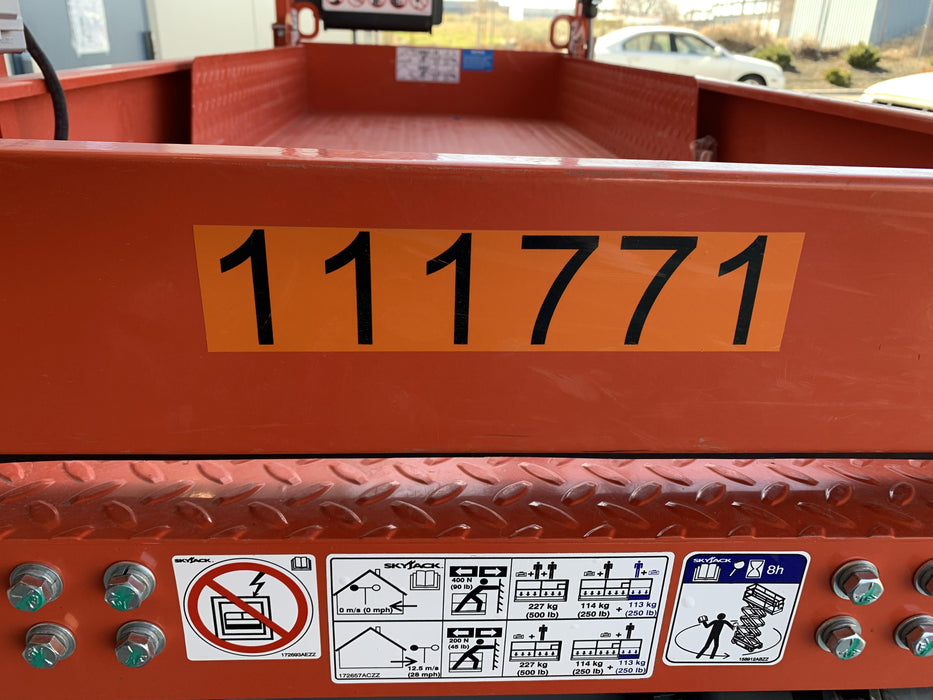 111771
SKYJACK
172693AEZZ
SKYJACK
0 m/s (0 mph)
400 N
(90 lb)
227 kg
(500 lb)
114 kg
(250 lb)
+
113 kg
(250 lb)
12.5 m/s
(28 mph)
200 N
(45 lb)
227 kg
(500 lb)
114 kg
(250 lb)
+
113 kg
(250 lb)
172657ACZZ
SKYJACK
8h
159912ABZZ